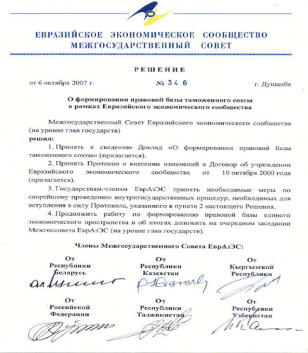 ЕВРАЗИЙСКОЕ ЭКОНОМИЧЕСКОЕ СООБЩЕСТВО
МЕЖГОСУДАРСТВЕННЫЙ СОВЕТ
РЕШЕНИЕ
от 6 октября 2007 г. № 346 г. Душанбе
О формировании правовой базы таможенного союза
в рамках Евразийского экономического сообщества
Межгосударственный Совет Евразийского экономического сообщества
(на уровне глав государств)
решил:
1. Принять к сведению Доклад «О формировании правовой базы
таможенного союза» (прилагается).
2. Принять Протокол о внесении изменений в Договор об учреждении
Евразийского экономического сообщества от 10 октября 2000 года
(прилагается).
3. Государствам-членам ЕврАзЭС принять необходимые меры по
скорейшему проведению внутригосударственных процедур, необходимых для
вступления в силу Протокола, указанного в пункте 2 настоящего Решения.
4. Продолжить работу по формированию правовой базы единого
экономического пространства и об итогах доложить на очередном заседании
Межгоссовета ЕврАзЭС (на уровне глав государств).
Члены Межгосударственного Совета ЕврАзЭС:
От Республики Беларусь
От Республики Казахстан
От Кыргызской Республики
От Российской Федерации
От Республики Таджикистан
От Республики Узбекистан